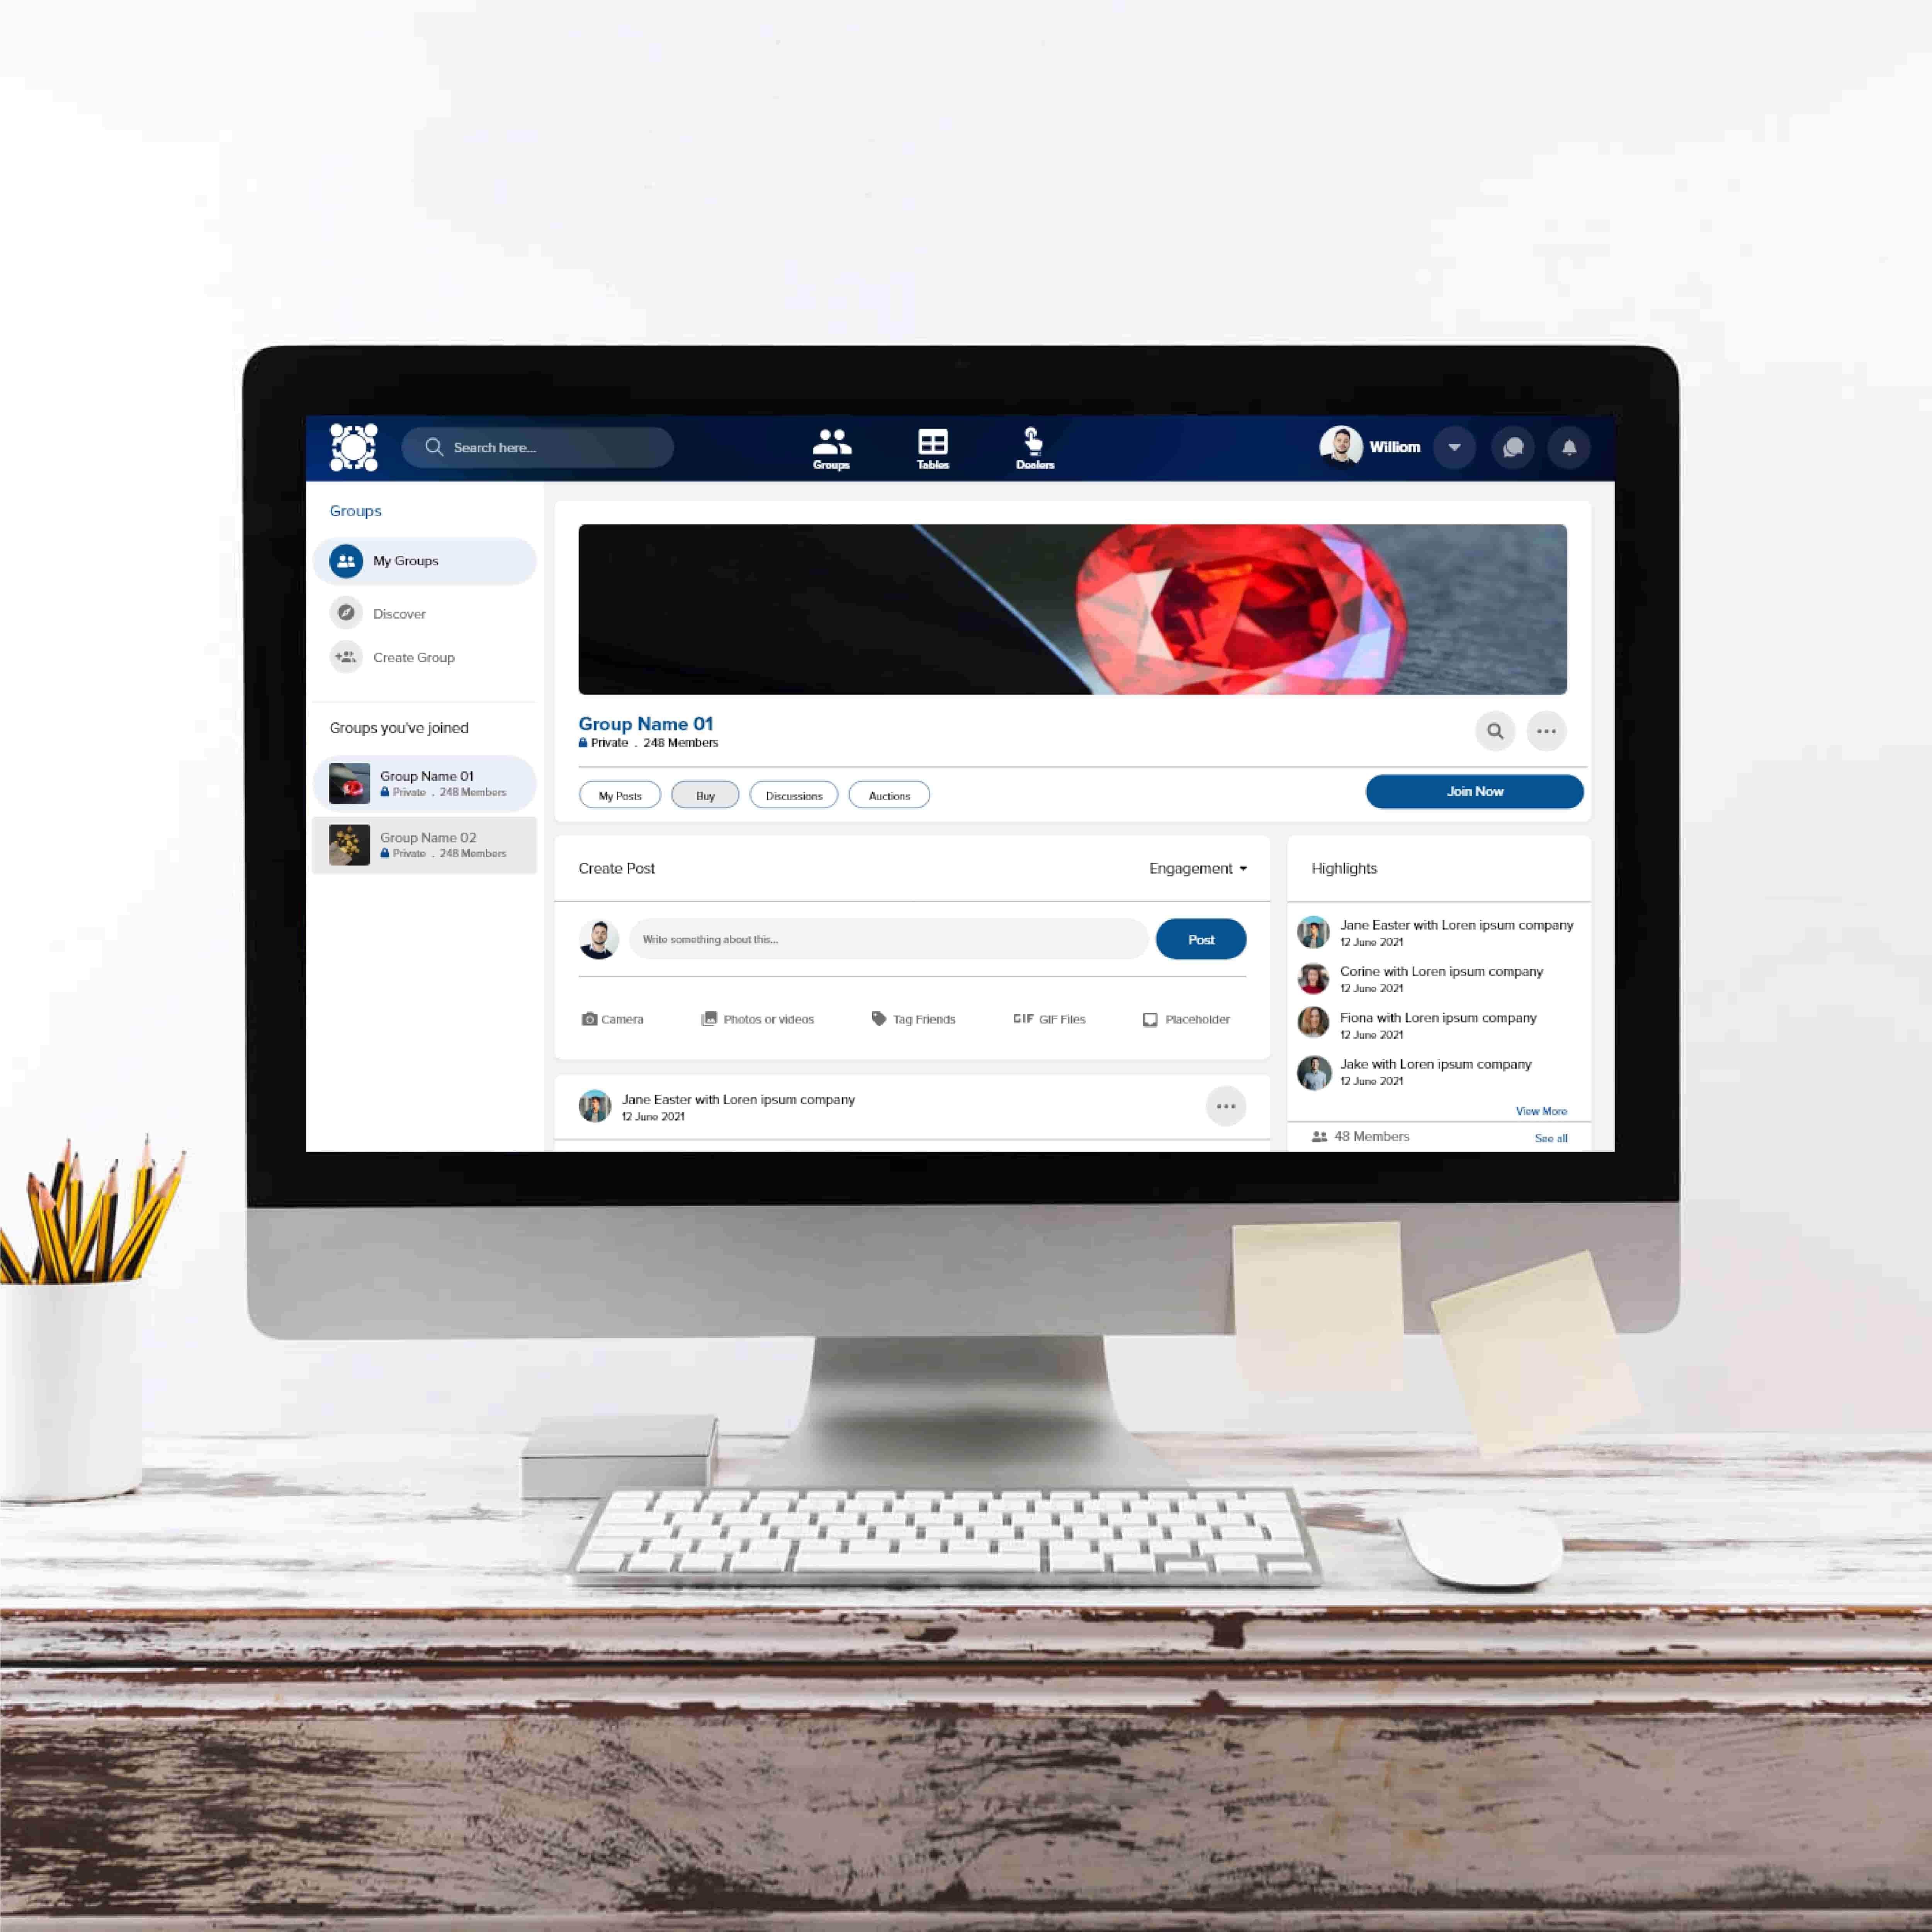 Search here...
Groups
Tables
Dealers
Williom
Groups
My Groups
Discover
Create Group
Groups you've joined
Group Name 01
Private . 248 Members
Group Name 02
Private . 248 Members
Group Name 01
Private . 248 Members
My Posts
Buy
Discussions
Auctions
Join Now
Create Post
Engagement
Write something about this...
Post
Camera
Photos or videos
Tag Friends
GIF GIF Files
Placeholder
Jane Easter with Loren ipsum company
12 June 2021
Highlights
Jane Easter with Loren ipsum company
12 June 2021
Corine with Loren ipsum company
12 June 2021
Fiona with Loren ipsum company
12 June 2021
Jake with Loren ipsum company
12 June 2021
View More
48 Members
See all